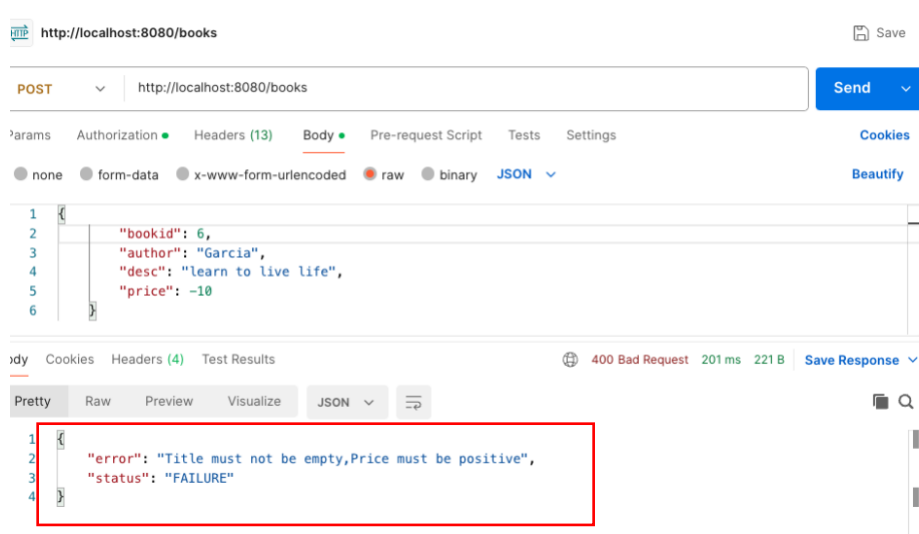 HTTP http://localhost:8080/books Save
POST http://localhost:8080/books Send
Params Authorization Headers (13) Body Pre-request Script Tests Settings Cookies
none form-data x-www-form-urlencoded raw binary JSON Beautify
1 {
2 "bookid": 6,
3 "author": "Garcia",
4 "desc": "learn to live life",
5 "price": -10
6 }
ody Cookies Headers (4) Test Results 400 Bad Request 201 ms 221 B Save Response
Pretty Raw Preview Visualize JSON
1 {
2 "error": "Title must not be empty,Price must be positive",
3 "status": "FAILURE"
4 }